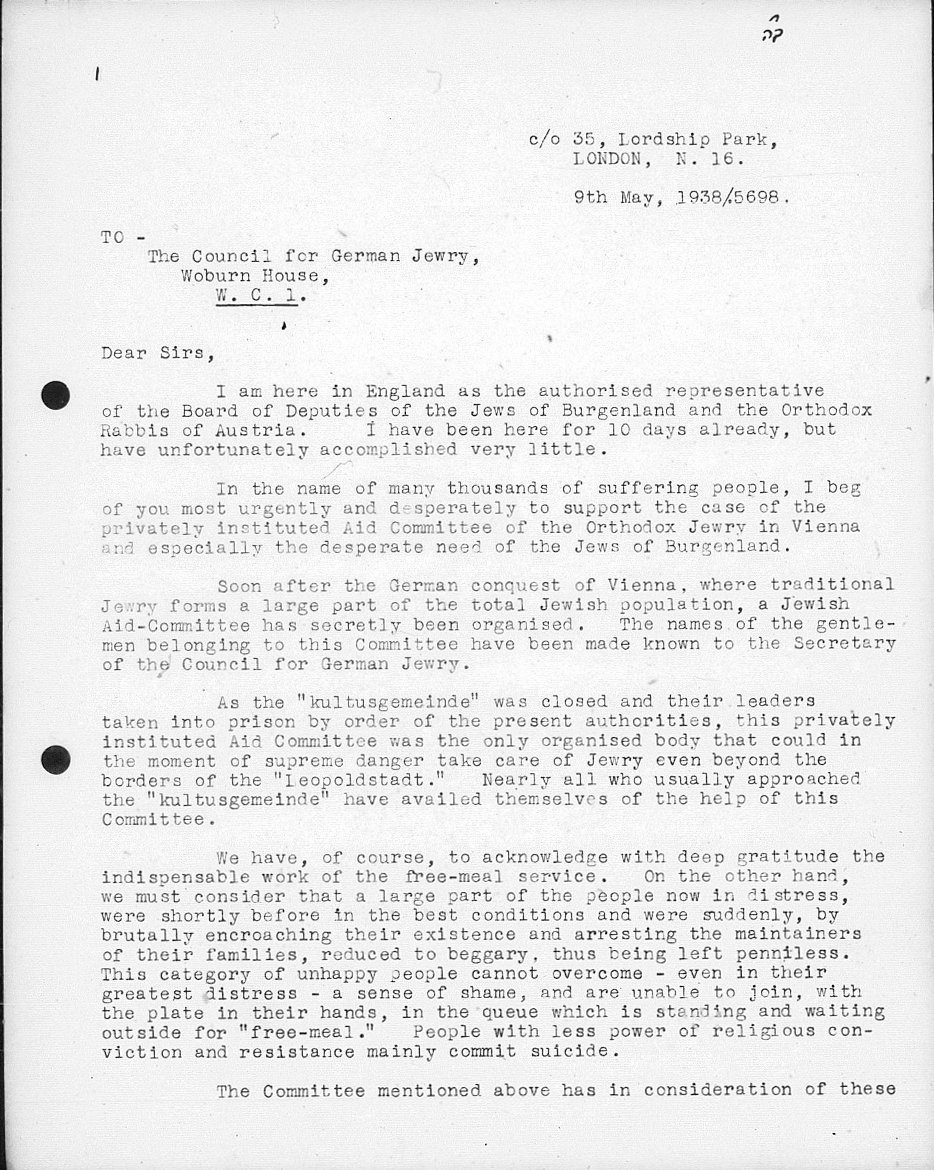 1
c/o 35, Lordship Park,
LONDON, N. 16.
9th May, 1938/5698.
TO -
The Council for German Jewry,
Woburn House,
W. C. 1.
Dear Sirs,
I am here in England as the authorised representative
of the Board of Deputies of the Jews of Burgenland and the Orthodox
Rabbis of Austria. I have been here for 10 days already, but
have unfortunately accomplished very little.
In the name of many thousands of suffering people, I beg
of you most urgently and desperately to support the case of the
privately instituted Aid Committee of the Orthodox Jewry in Vienna
and especially the desperate need of the Jews of Burgenland.
Soon after the German conquest of Vienna, where traditional
Jewry forms a large part of the total Jewish population, a Jewish
Aid-Committee has secretly been organised. The names of the gentle-
men belonging to this Committee have been made known to the Secretary
of the Council for German Jewry.
As the "kultusgemeinde" was closed and their leaders
taken into prison by order of the present authorities, this privately
instituted Aid Committee was the only organised body that could in
the moment of supreme danger take care of Jewry even beyond the
borders of the "Leopoldstadt." Nearly all who usually approached
the "kultusgemeinde" have availed themselves of the help of this
Committee.
We have, of course, to acknowledge with deep gratitude the
indispensable work of the free-meal service. On the other hand,
we must consider that a large part of the people now in distress,
were shortly before in the best conditions and were suddenly, by
brutally encroaching their existence and arresting the maintainers
of their families, reduced to beggary, thus being left penniless.
This category of unhappy people cannot overcome - even in their
greatest distress - a sense of shame, and are unable to join, with
the plate in their hands, in the queue which is standing and waiting
outside for "free-meal." People with less power of religious con-
viction and resistance mainly commit suicide.
The Committee mentioned above has in consideration of these